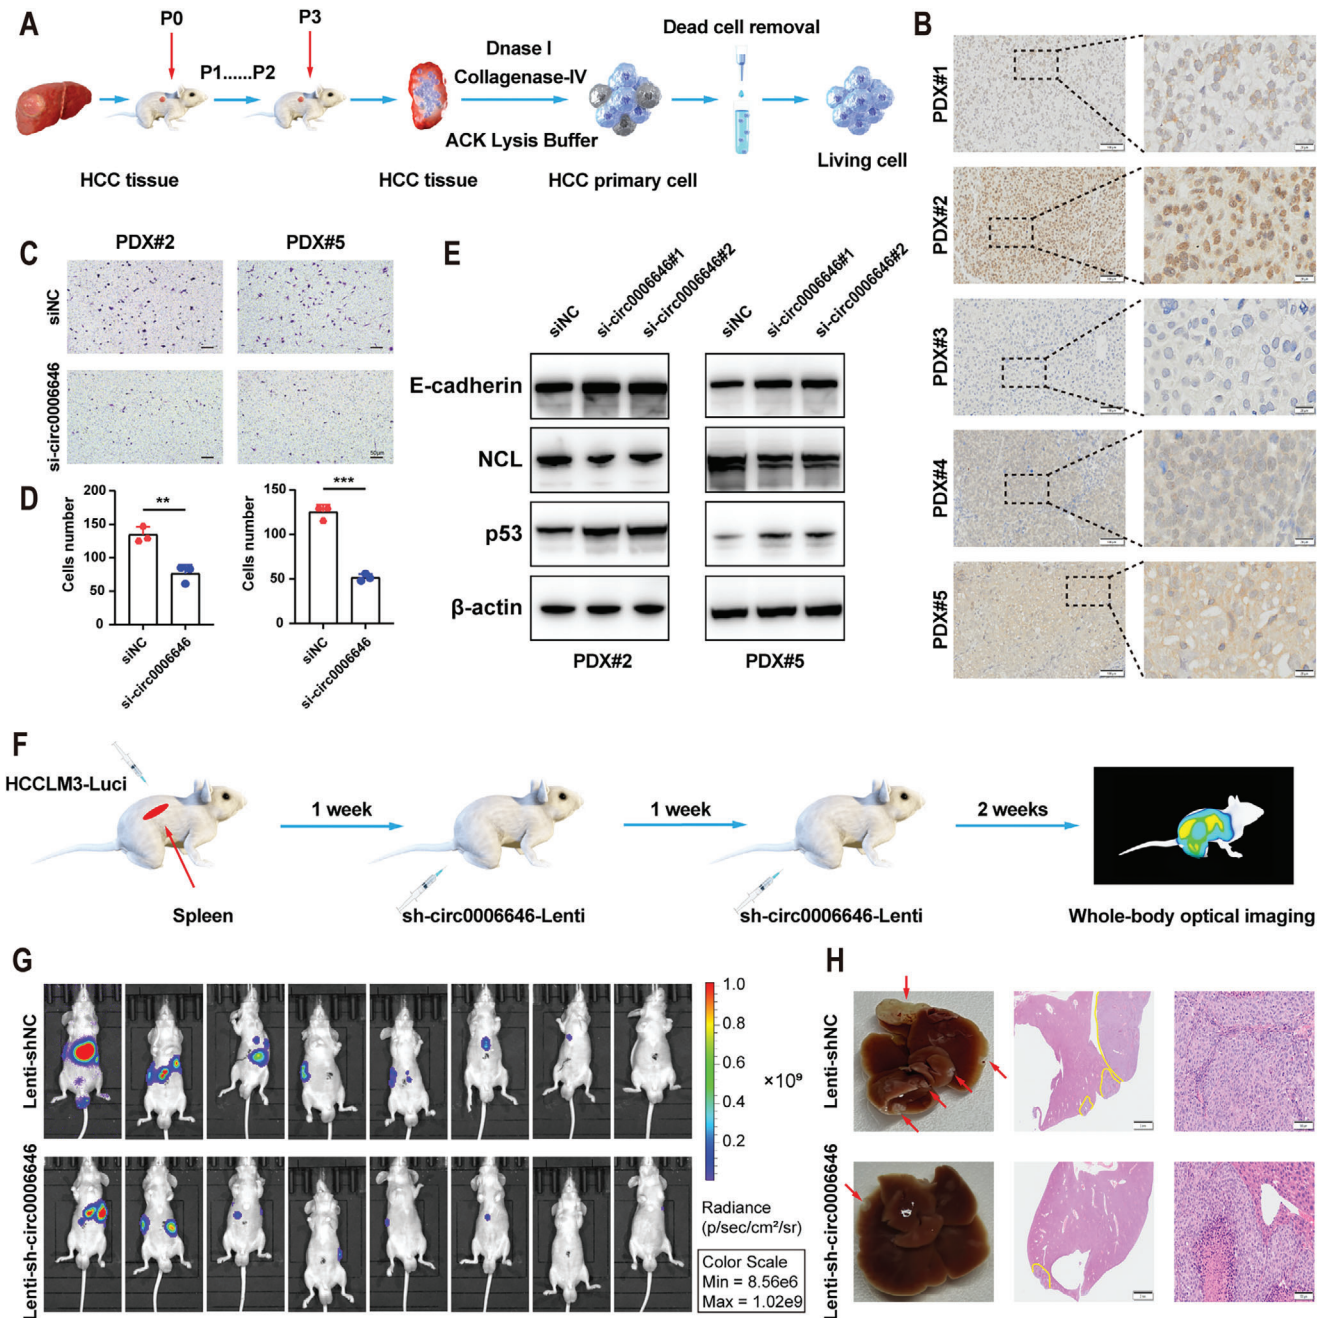 A
P0
P3
P1......P2
Dnase I
Collagenase-IV
ACK Lysis Buffer
Dead cell removal
HCC tissue
HCC tissue
HCC primary cell
Living cell
B
PDX#1
PDX#2
PDX#3
PDX#4
PDX#5
C
PDX#2
PDX#5
siNC
si-circ0006646
50μm
D
Cells number
200
150
100
50
0
**
siNC
si-circ0006646
Cells number
150
100
50
0
***
siNC
si-circ0006646
E
siNC
si-circ0006646#1
si-circ0006646#2
siNC
si-circ0006646#1
si-circ0006646#2
E-cadherin
NCL
p53
β-actin
PDX#2
PDX#5
F
HCCLM3-Luci
Spleen
1 week
sh-circ0006646-Lenti
1 week
sh-circ0006646-Lenti
2 weeks
Whole-body optical imaging
G
Lenti-shNC
Lenti-sh-circ0006646
1.0
0.8
0.6
0.4
0.2
×10⁹
Radiance
(p/sec/cm²/sr)
Color Scale
Min = 8.56e6
Max = 1.02e9
H
Lenti-shNC
Lenti-sh-circ0006646